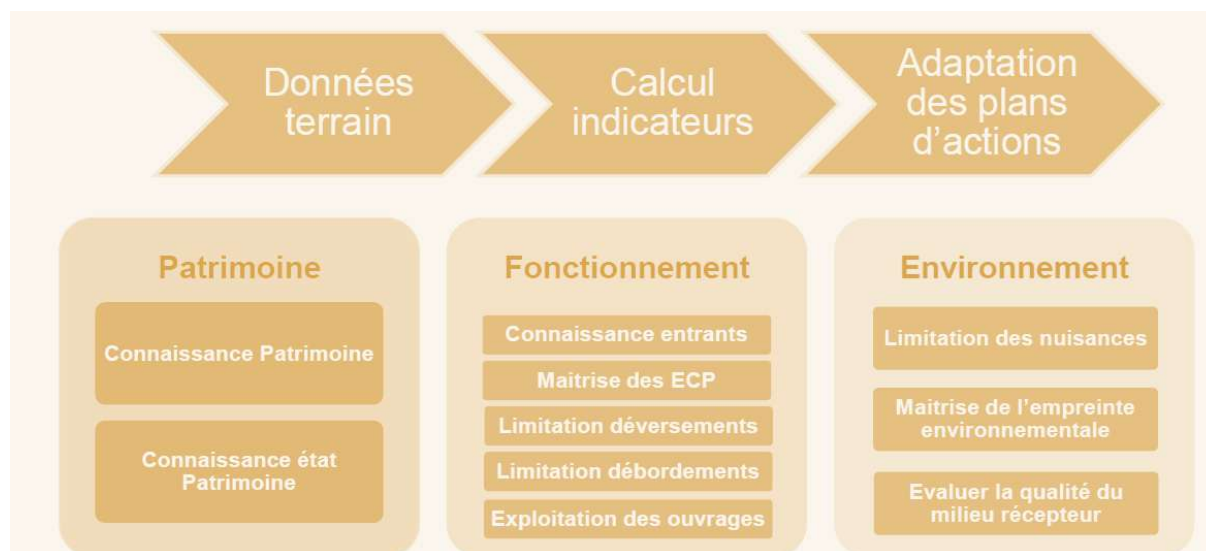 Données
terrain
Calcul
indicateurs
Adaptation
des plans
d'actions
Patrimoine
Connaissance Patrimoine
Connaissance état
Patrimoine
Fonctionnement
Connaissance entrants
Maitrise des ECP
Limitation déversements
Limitation débordements
Exploitation des ouvrages
Environnement
Limitation des nuisances
Maitrise de l'empreinte
environnementale
Evaluer la qualité du
milieu récepteur